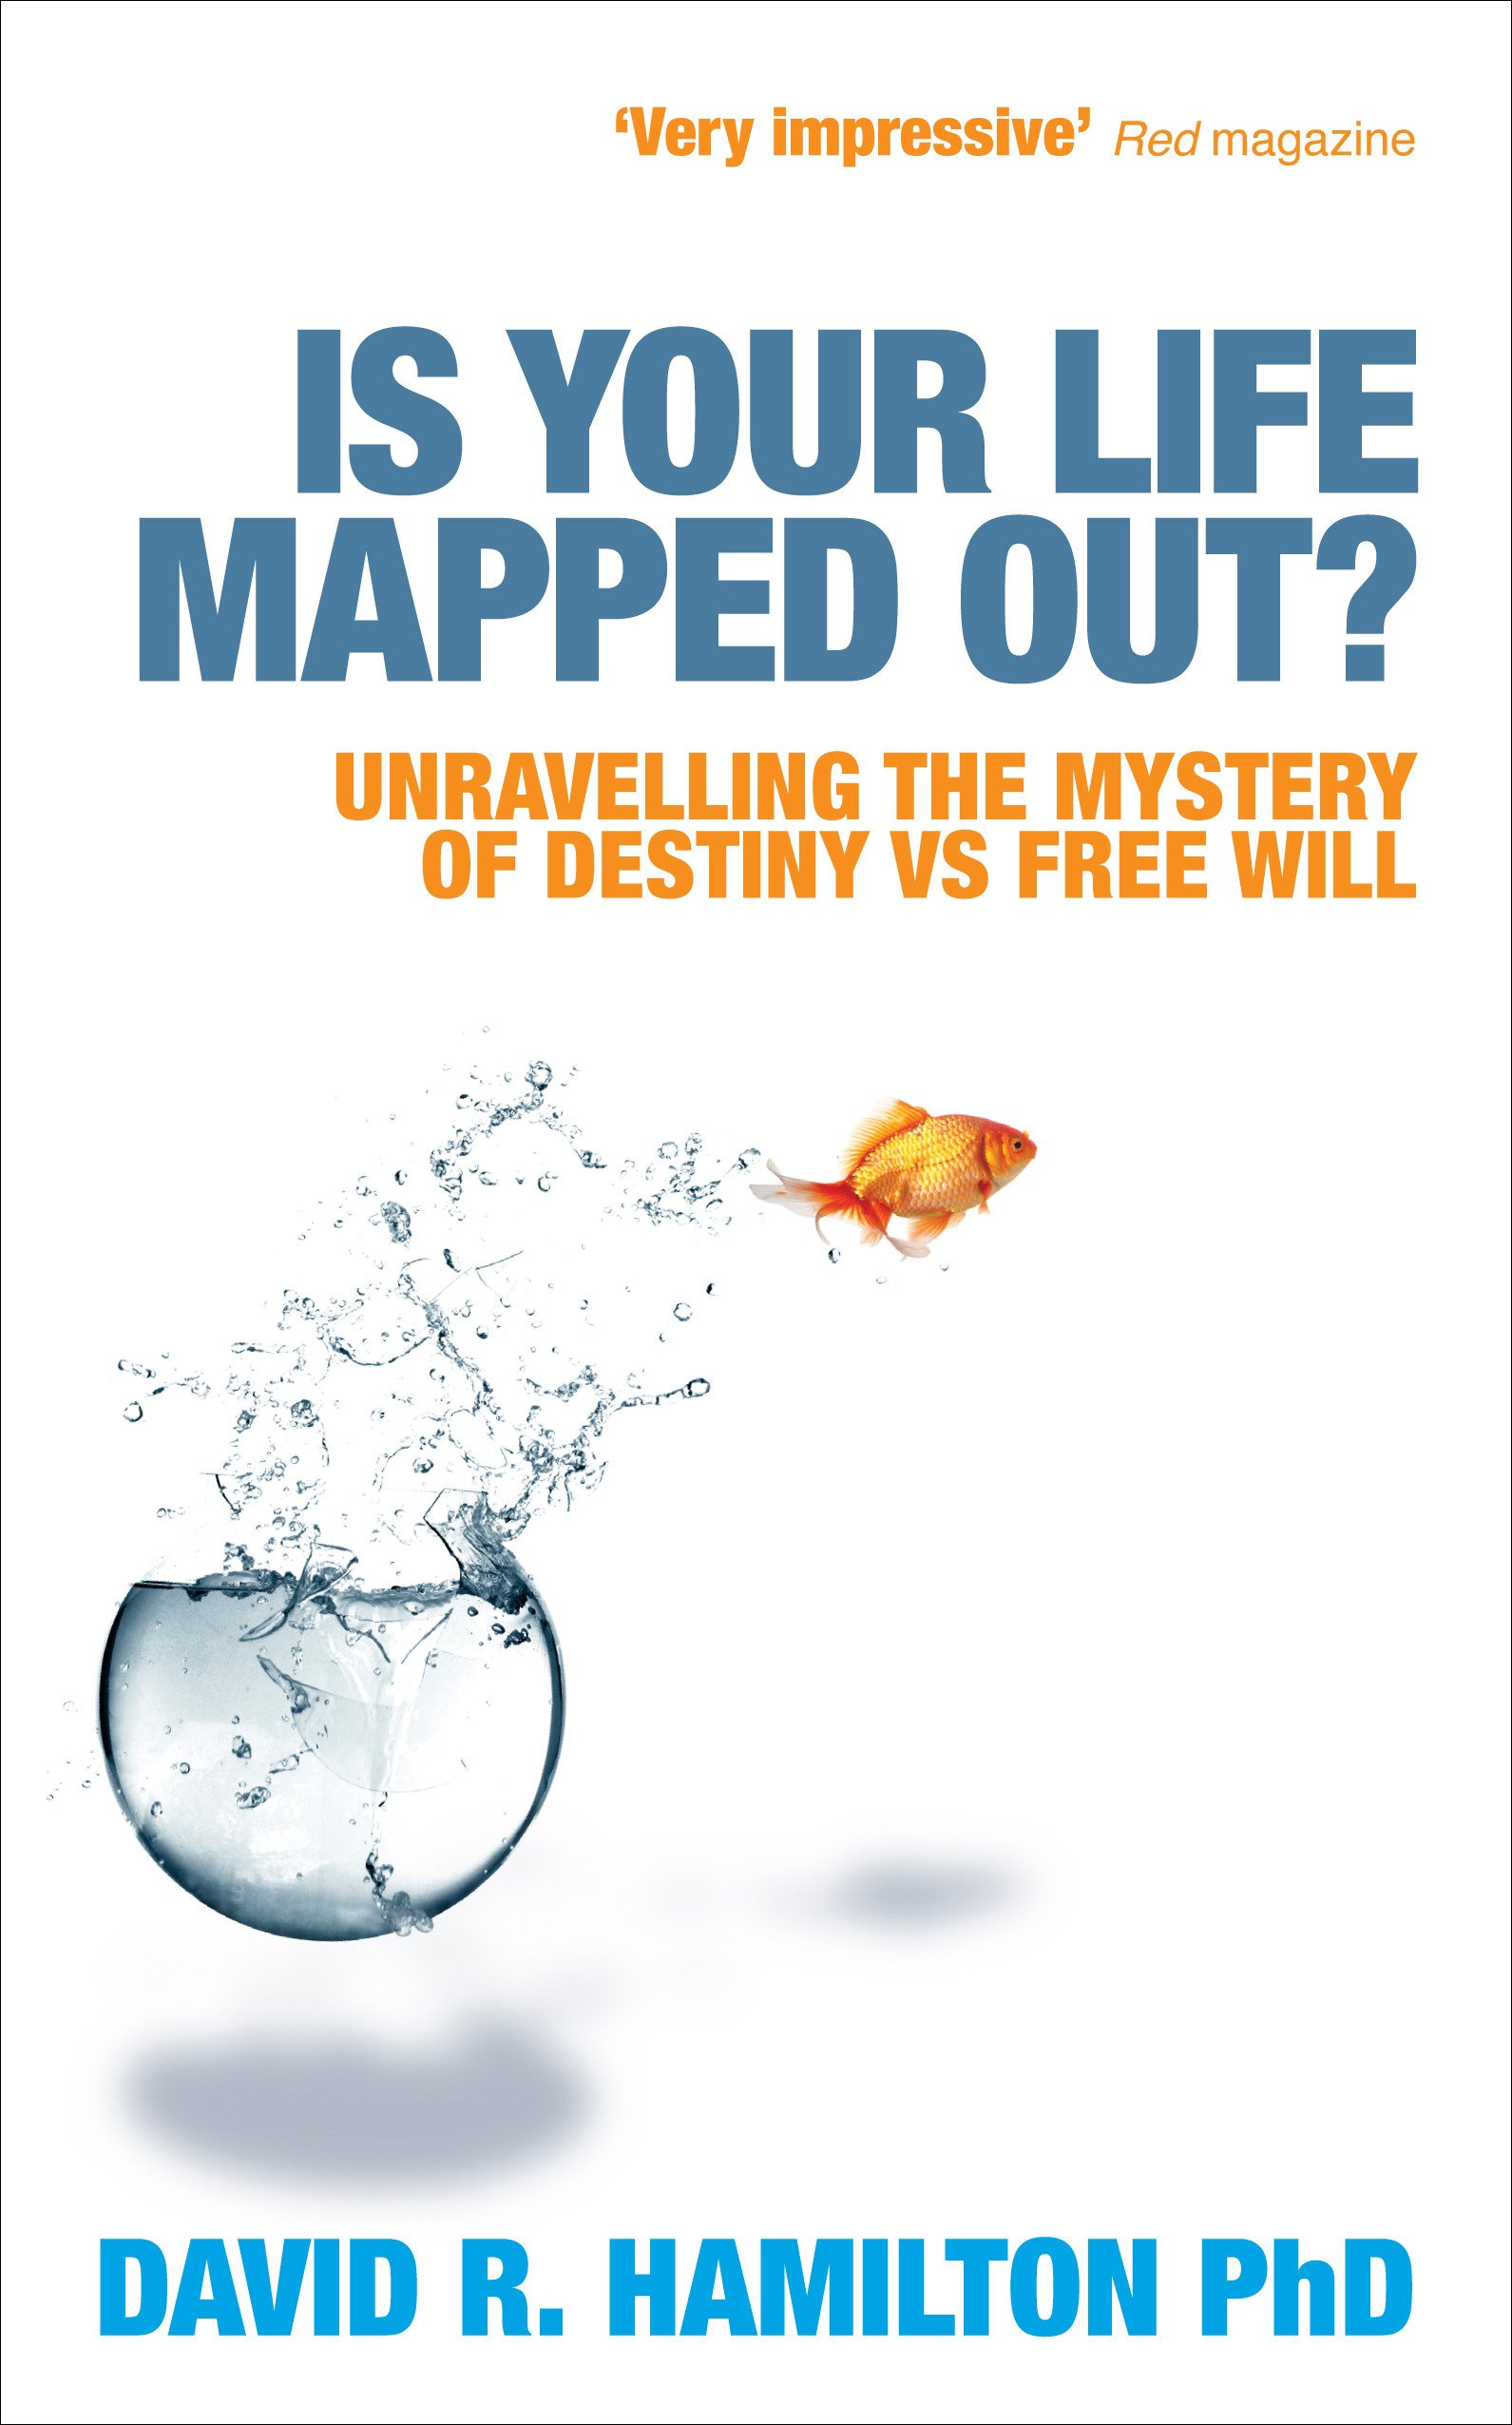 ‘Very impressive’ Red magazine
IS YOUR LIFE
MAPPED OUT?
UNRAVELLING THE MYSTERY
OF DESTINY VS FREE WILL
DAVID R. HAMILTON PhD